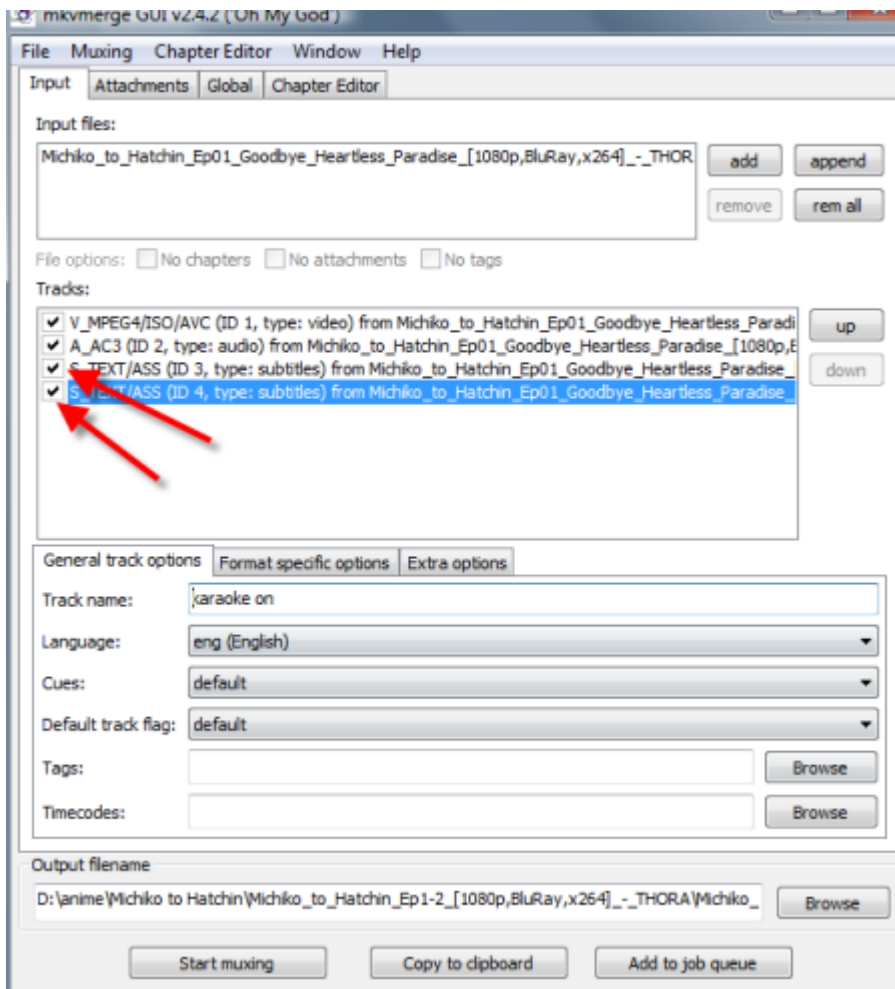 mkvmerge GUI v2.4.2 ('Oh My God')
File Muxing Chapter Editor Window Help
Input Attachments Global Chapter Editor
Input files:
Michiko_to_Hatchin_Ep01_Goodbye_Heartless_Paradise_[1080p,BluRay,x264]_-_THORA
add append
remove rem all
File options: No chapters No attachments No tags
Tracks:
V_MPEG4/ISO/AVC (ID 1, type: video) from Michiko_to_Hatchin_Ep01_Goodbye_Heartless_Paradi
up
A_AC3 (ID 2, type: audio) from Michiko_to_Hatchin_Ep01_Goodbye_Heartless_Paradise_[1080p,B
S_TEXT/ASS (ID 3, type: subtitles) from Michiko_to_Hatchin_Ep01_Goodbye_Heartless_Paradise_
down
S_TEXT/ASS (ID 4, type: subtitles) from Michiko_to_Hatchin_Ep01_Goodbye_Heartless_Paradise_
General track options Format specific options Extra options
Track name: karaoke on
Language: eng (English)
Cues: default
Default track flag: default
Tags: Browse
Timecodes: Browse
Output filename
D:\anime\Michiko to Hatchin\Michiko_to_Hatchin_Ep1-2_[1080p,BluRay,x264]_-_THORA\Michiko_ Browse
Start muxing Copy to clipboard Add to job queue